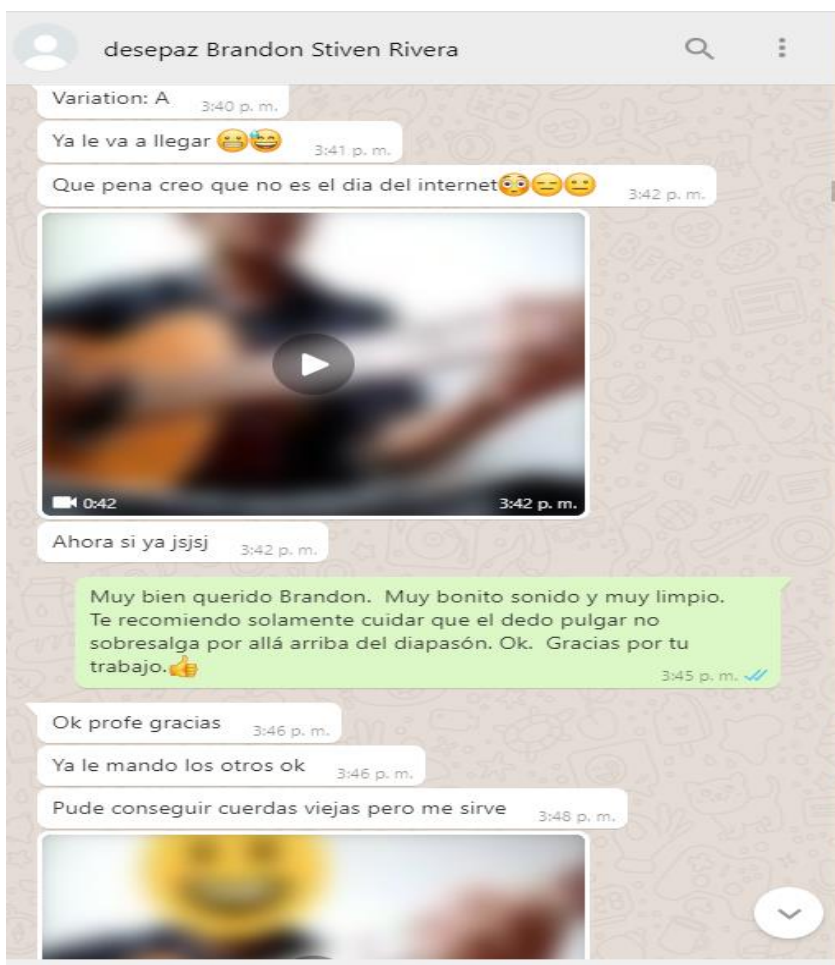 desepaz Brandon Stiven Rivera
Variation: A 3:40 p. m.
Ya le va a llegar😬😅 3:41 p. m.
Que pena creo que no es el dia del internet😳😑😐 3:42 p. m.
0:42 3:42 p. m.
Ahora si ya jsjsj 3:42 p. m.
Muy bien querido Brandon. Muy bonito sonido y muy limpio.
Te recomiendo solamente cuidar que el dedo pulgar no
sobresalga por allá arriba del diapasón. Ok. Gracias por tu
trabajo.👍 3:45 p. m.
Ok profe gracias 3:46 p. m.
Ya le mando los otros ok 3:46 p. m.
Pude conseguir cuerdas viejas pero me sirve 3:48 p. m.